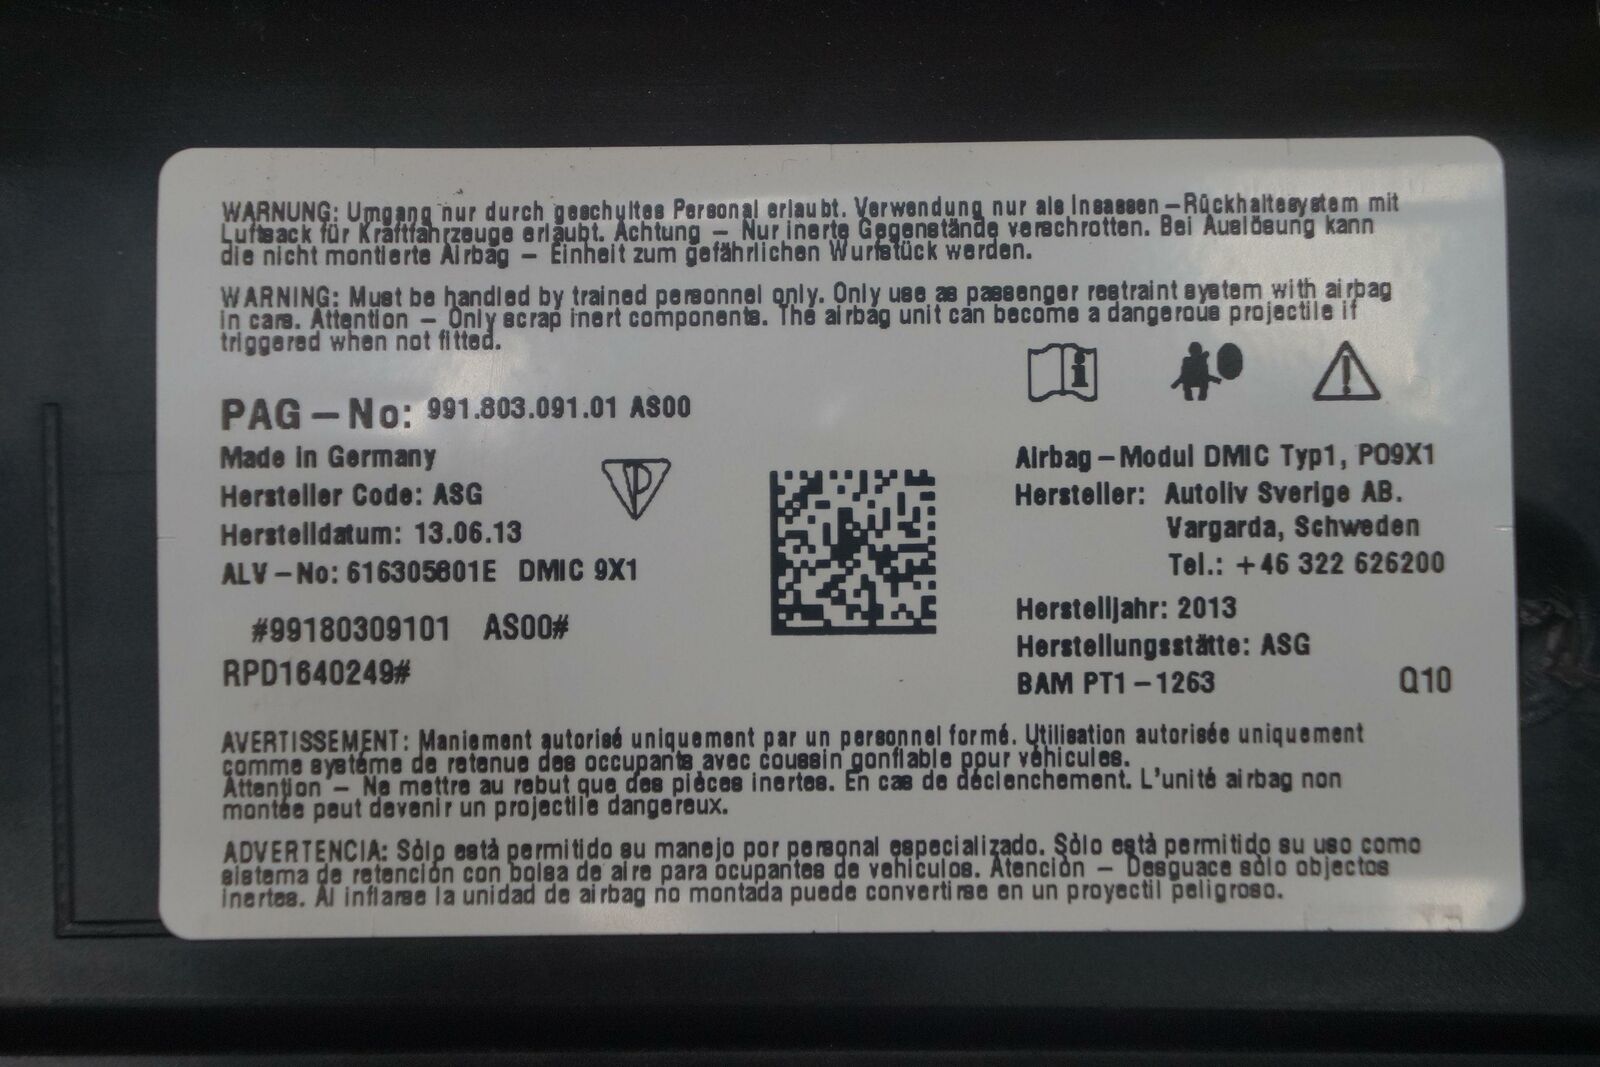 WARNUNG: Umgang nur durch geschultes Personal erlaubt. Verwendung nur als Insassen–Rückhaltesystem mit
Luftsack für Kraftfahrzeuge erlaubt. Achtung – Nur inerte Gegenstände verschrotten. Bei Auslösung kann
die nicht montierte Airbag – Einheit zum gefährlichen Wurfstück werden.
WARNING: Must be handled by trained personnel only. Only use as passenger restraint system with airbag
in cars. Attention – Only scrap inert components. The airbag unit can become a dangerous projectile if
triggered when not fitted.
PAG–No: 991.803.091.01 AS00
Made in Germany
Hersteller Code: ASG
Herstelldatum: 13.06.13
ALV–No: 616305801E DMIC 9X1
#99180309101 AS00#
RPD1640249#
Airbag–Modul DMIC Typ1, PO9X1
Hersteller: Autoliv Sverige AB.
Vargarda, Schweden
Tel.: +46 322 626200
Herstelljahr: 2013
Herstellungsstätte: ASG
BAM PT1–1263 Q10
AVERTISSEMENT: Maniement autorisé uniquement par un personnel formé. Utilisation autorisée uniquement
comme systéme de retenue des occupants avec coussin gonflable pour véhicules.
Attention – Ne mettre au rebut que des pièces inertes. En cas de déclenchement. L'unité airbag non
montée peut devenir un projectile dangereux.
ADVERTENCIA: Sòlo està permitido su manejo por personal especializado. Sòlo està permitido su uso como
sistema de retención con bolsa de aire para ocupantes de vehículos. Atención – Desguace sòlo objectos
inertes. Al inflarse la unidad de airbag no montada puede convertirse en un proyectil peligroso.